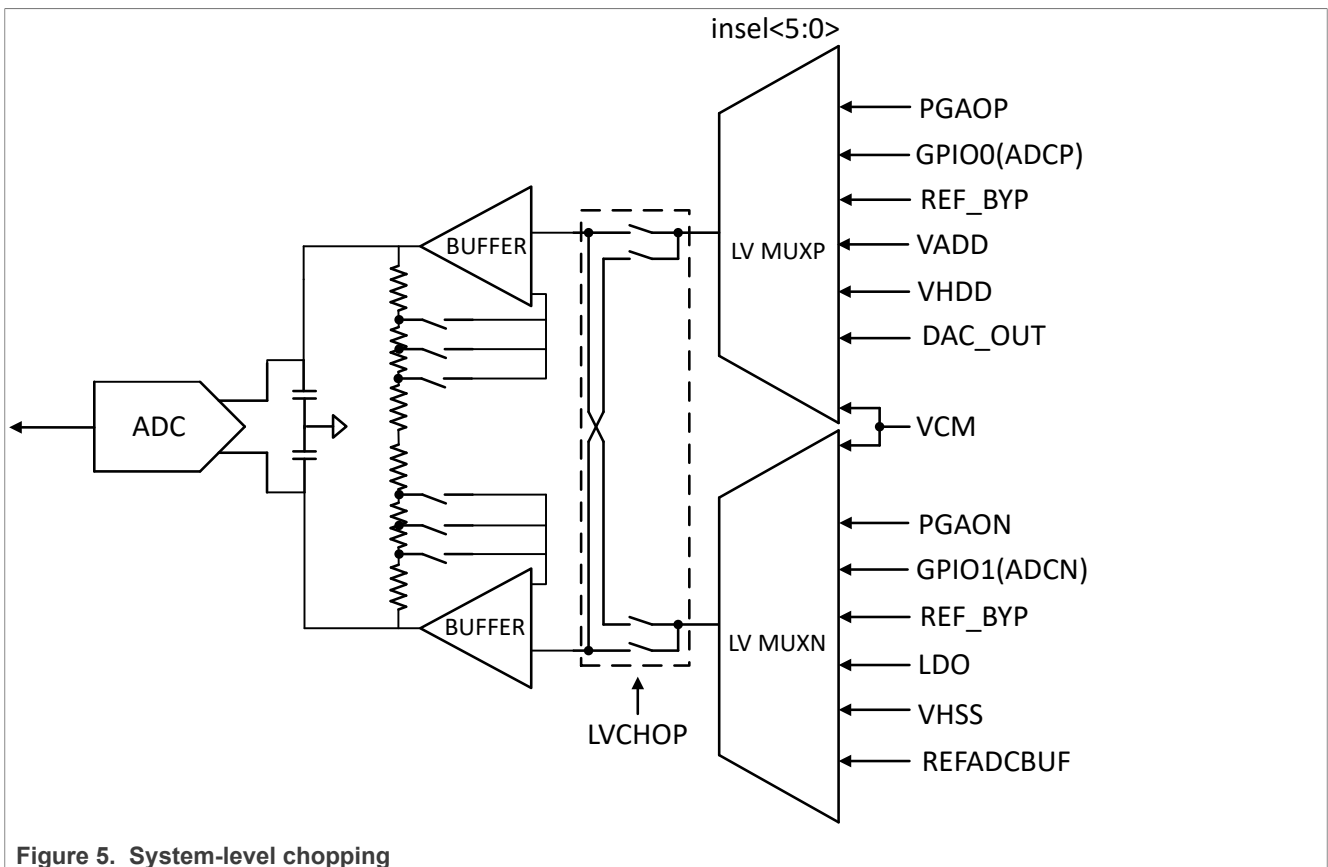 insel<5:0>
PGAOP
GPIO0(ADCP)
REF_BYP
VADD
VHDD
DAC_OUT
LV MUXP
BUFFER
VCM
ADC
PGAON
GPIO1(ADCN)
REF_BYP
LDO
VHSS
REFADCBUF
LV MUXN
BUFFER
LVCHOP
Figure 5. System-level chopping